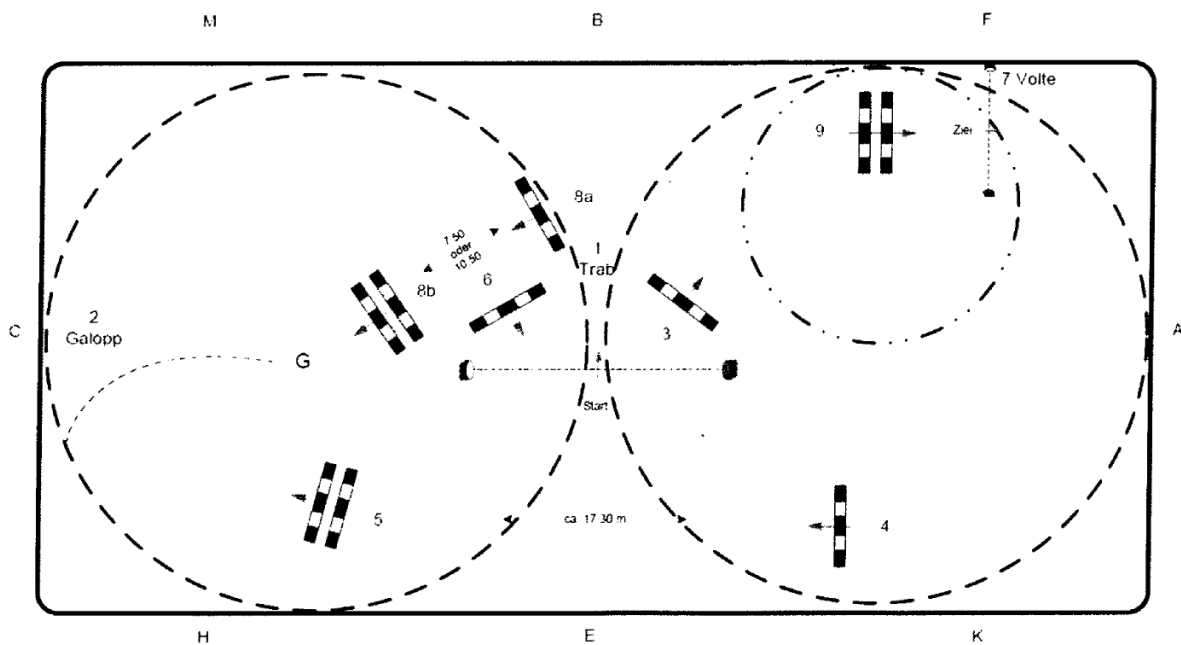 M B F
7 Volte
9
Ziel
8a
7.50
oder
10.50
1
Trab
6
8b
3
2
Galopp
C
G
A
Start
5
ca. 17.30 m
4
H E K